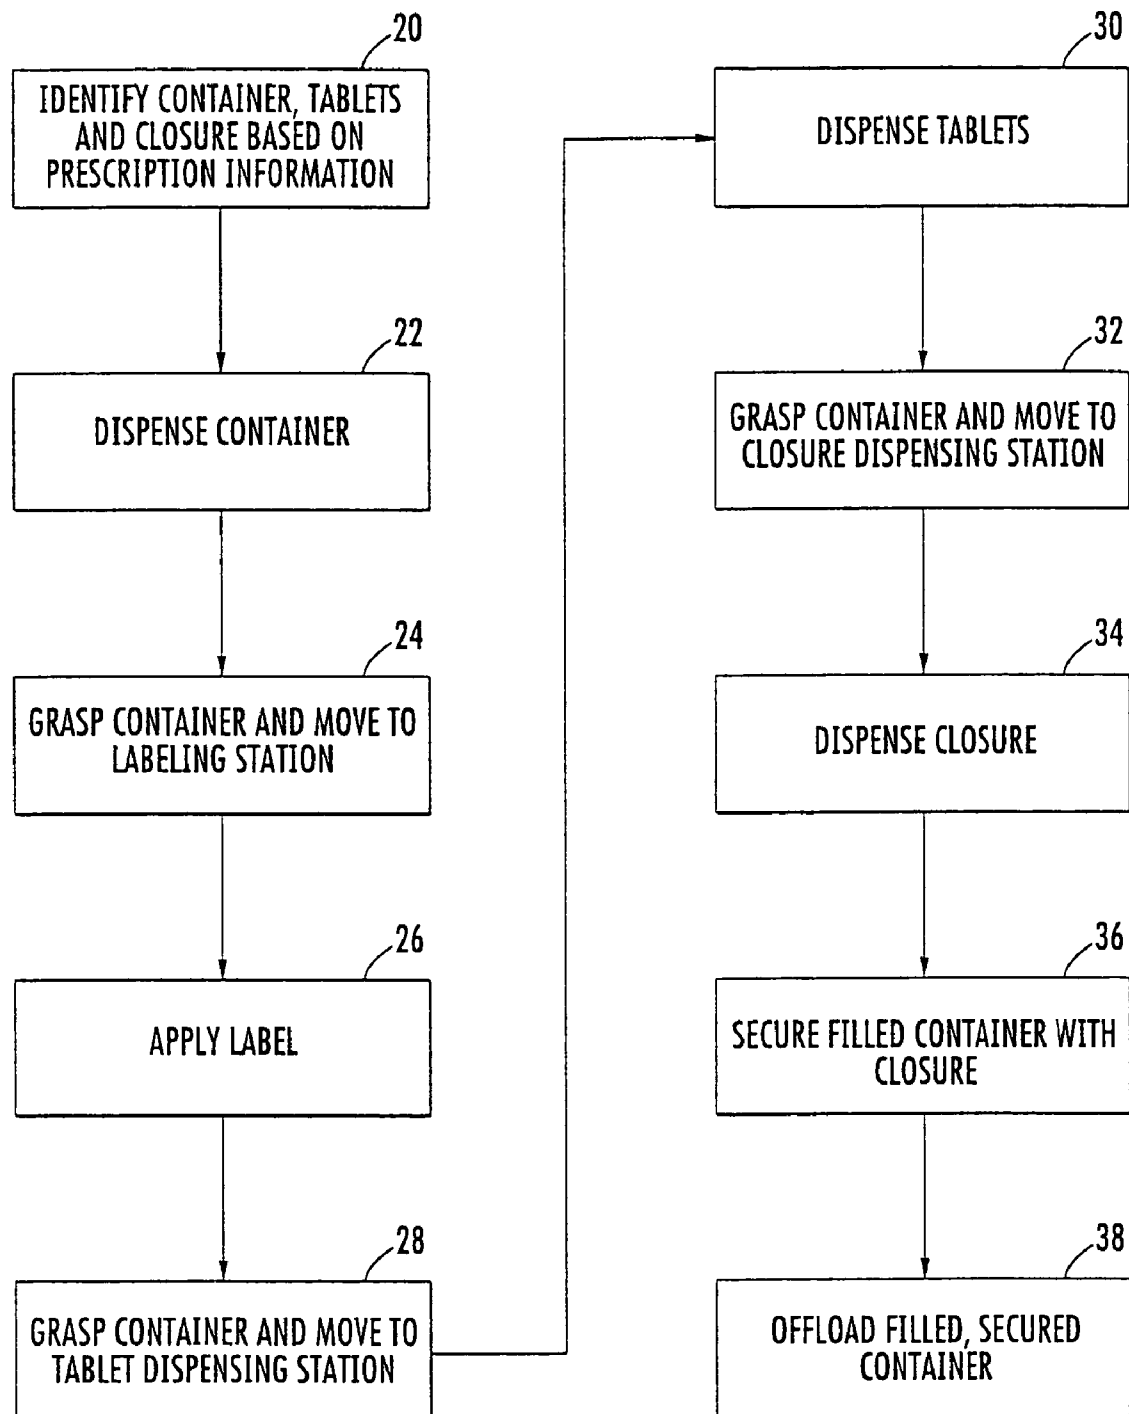 20
IDENTIFY CONTAINER, TABLETS
AND CLOSURE BASED ON
PRESCRIPTION INFORMATION
22
DISPENSE CONTAINER
24
GRASP CONTAINER AND MOVE TO
LABELING STATION
26
APPLY LABEL
28
GRASP CONTAINER AND MOVE TO
TABLET DISPENSING STATION
30
DISPENSE TABLETS
32
GRASP CONTAINER AND MOVE TO
CLOSURE DISPENSING STATION
34
DISPENSE CLOSURE
36
SECURE FILLED CONTAINER WITH
CLOSURE
38
OFFLOAD FILLED, SECURED
CONTAINER